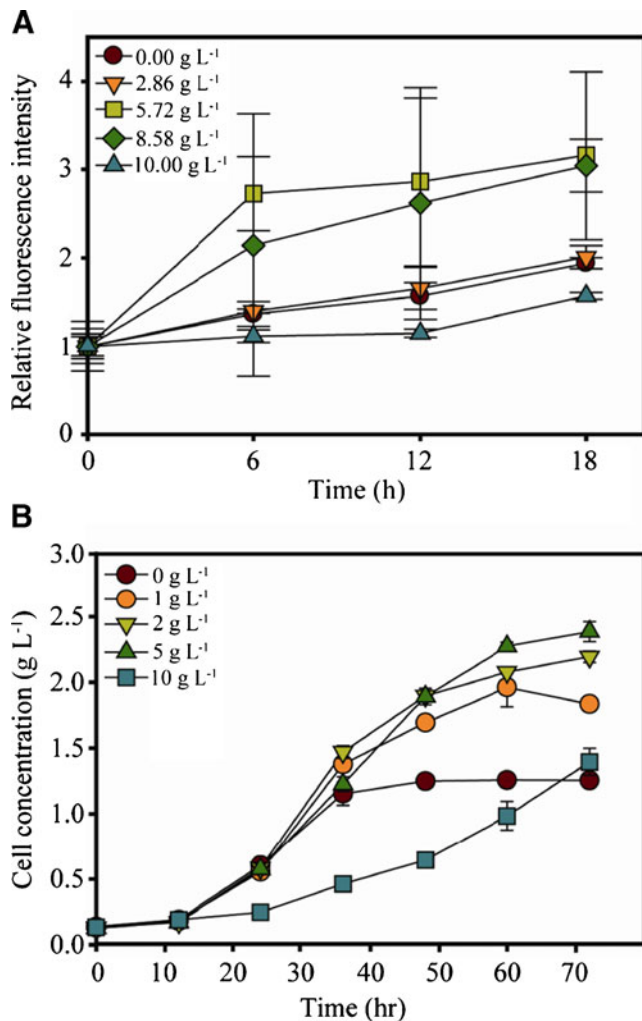 A
Relative fluorescence intensity
4
3
2
1
0
0.00 g L⁻¹
2.86 g L⁻¹
5.72 g L⁻¹
8.58 g L⁻¹
10.00 g L⁻¹
0 6 12 18
Time (h)
B
Cell concentration (g L⁻¹)
3.0
2.5
2.0
1.5
1.0
0.5
0.0
0 g L⁻¹
1 g L⁻¹
2 g L⁻¹
5 g L⁻¹
10 g L⁻¹
0 10 20 30 40 50 60 70
Time (hr)